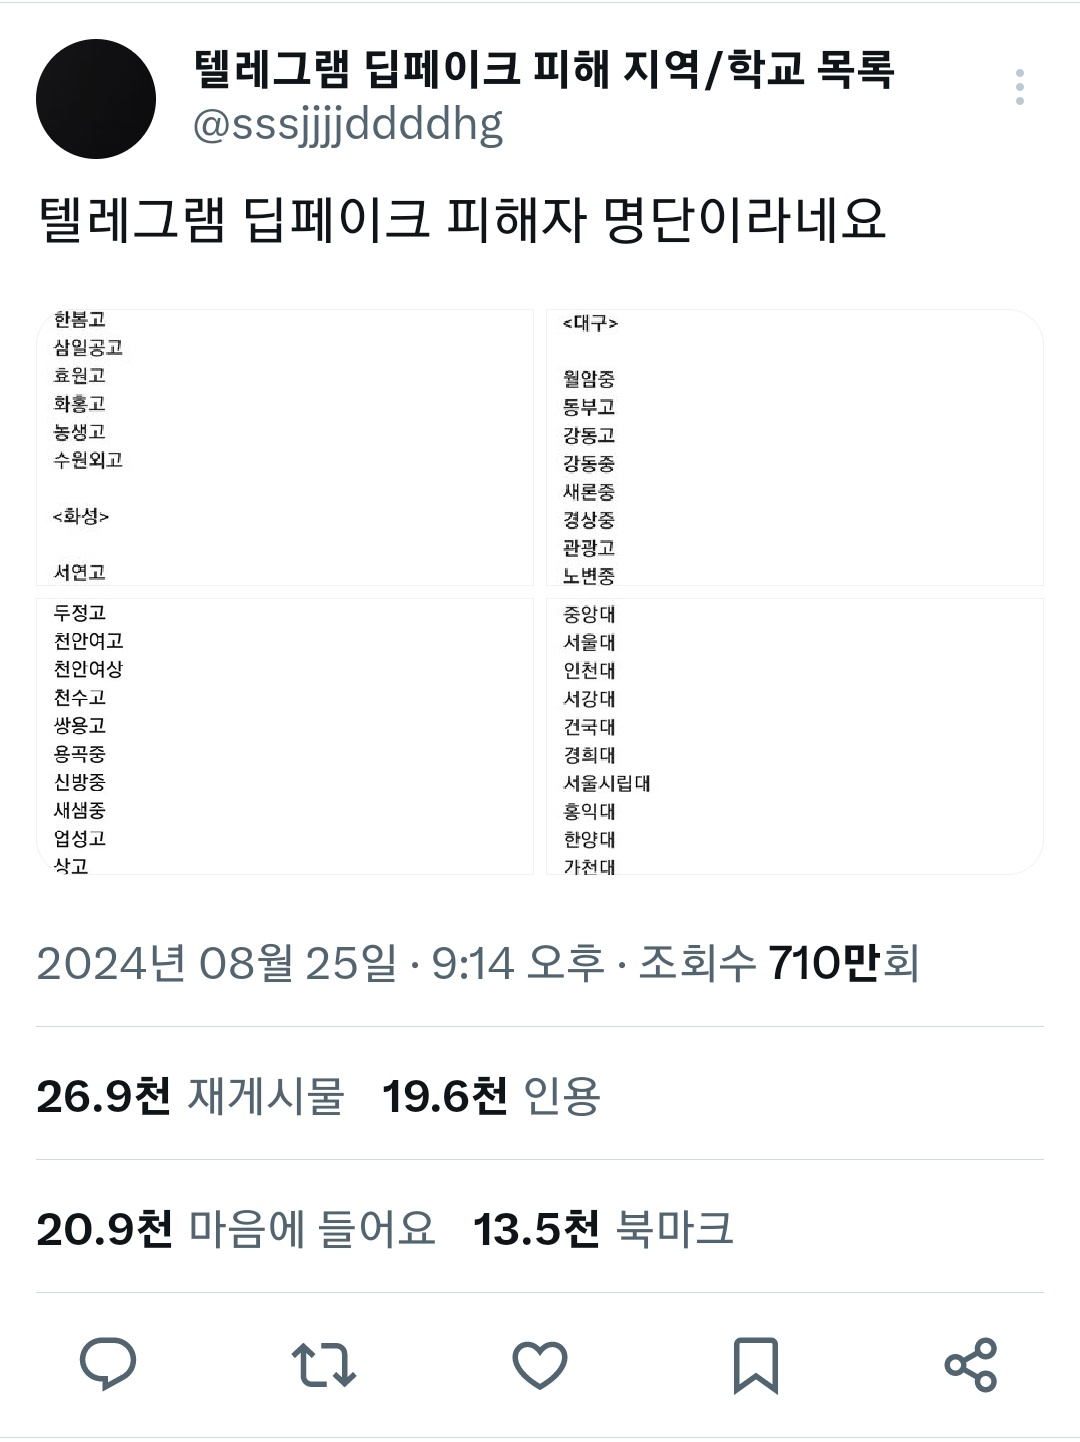 텔레그램 딥페이크 피해 지역/학교 목록
@sssjjjjddddhg
텔레그램 딥페이크 피해자 명단이라네요
한봄고
삼일공고
효원고
화홍고
농생고
수원외고
<화성>
서연고
<대구>
월암중
동부고
강동고
강동중
새론중
경상중
관광고
노변중
두정고
천안여고
천안여상
천수고
쌍용고
용곡중
신방중
새샘중
업성고
상고
중앙대
서울대
인천대
서강대
건국대
경희대
서울시립대
홍익대
한양대
가천대
2024년 08월 25일 · 9:14 오후 · 조회수 710만회
26.9천 재게시물 19.6천 인용
20.9천 마음에 들어요 13.5천 북마크